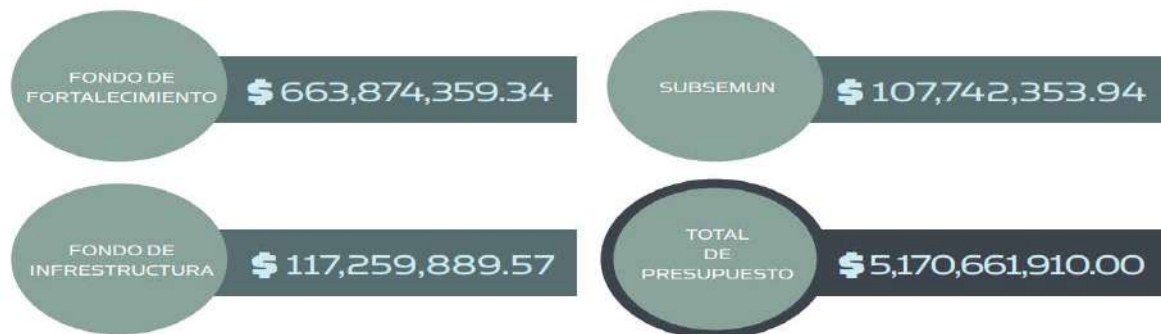 FONDO DE
FORTALECIMIENTO
$ 663,874,359.34
SUBSEMUN
$ 107,742,353.94
FONDO DE
INFRESTRUCTURA
$ 117,259,889.57
TOTAL
DE
PRESUPUESTO
$5,170,661,910.00